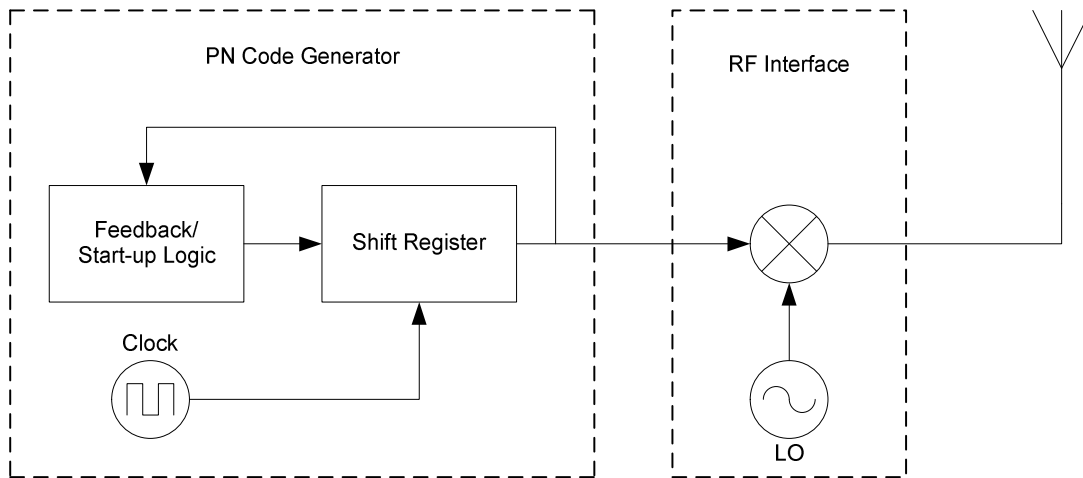 PN Code Generator
RF Interface
Feedback/
Start-up Logic
Shift Register
Clock
LO